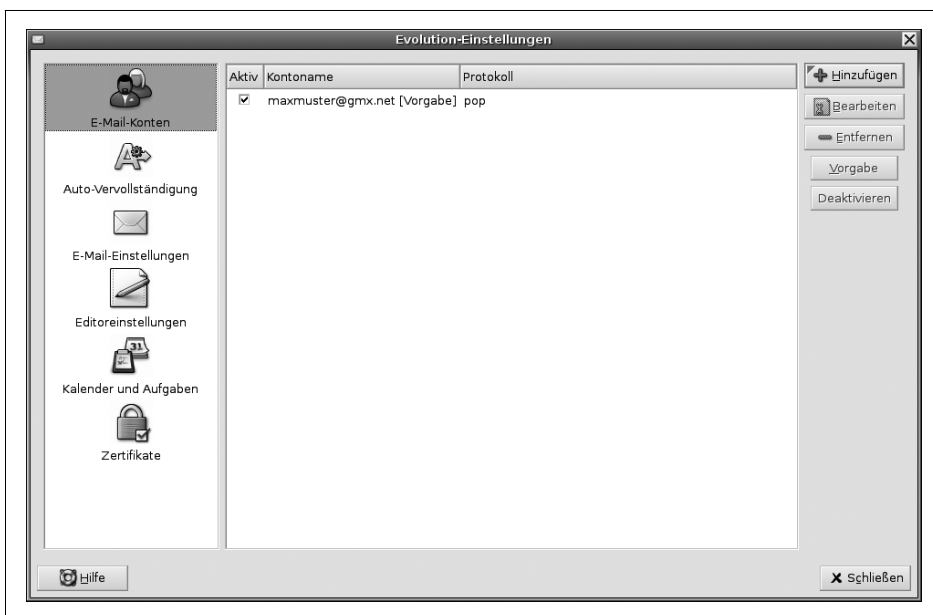 Evolution-Einstellungen
E-Mail-Konten
Auto-Vervollständigung
E-Mail-Einstellungen
Editoreinstellungen
31
Kalender und Aufgaben
Zertifikate
Aktiv Kontoname Protokoll
maxmuster@gmx.net [Vorgabe] pop
Hinzufügen
Bearbeiten
Entfernen
Vorgabe
Deaktivieren
Hilfe
Schließen